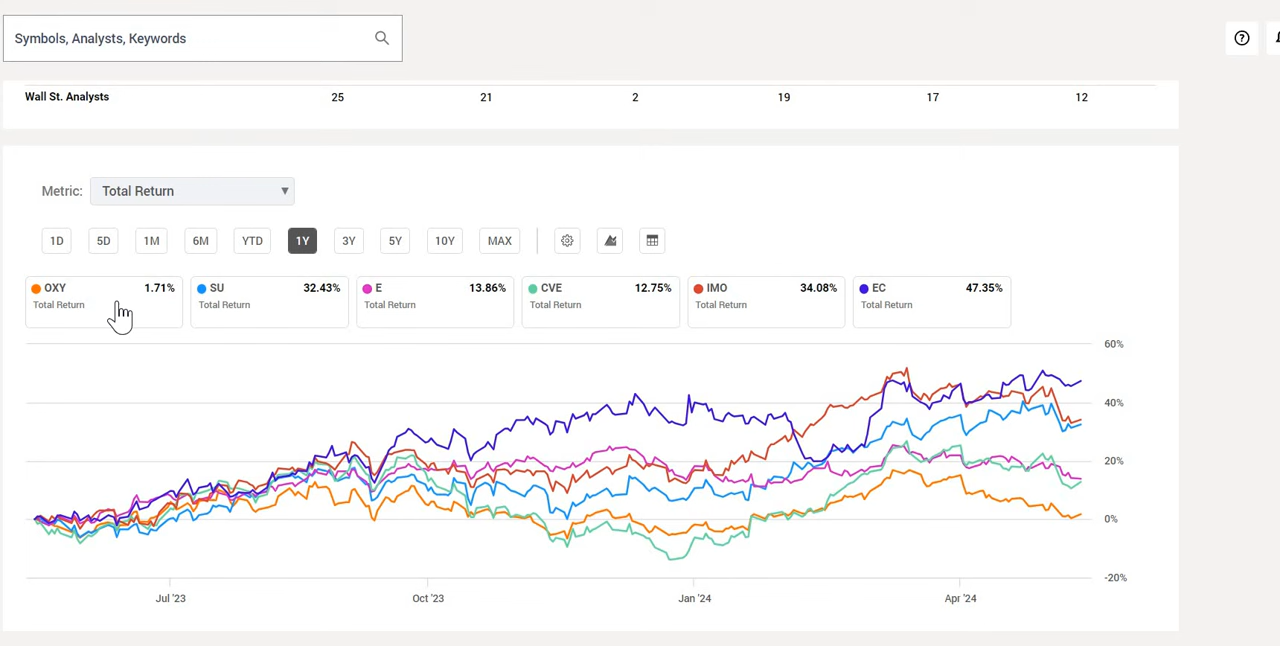 Symbols, Analysts, Keywords
Wall St. Analysts 25 21 2 19 17 12
Metric: Total Return
1D 5D 1M 6M YTD 1Y 3Y 5Y 10Y MAX
OXY 1.71% SU 32.43% E 13.86% CVE 12.75% IMO 34.08% EC 47.35%
Total Return Total Return Total Return Total Return Total Return Total Return
60%
40%
20%
0%
-20%
Jul '23 Oct '23 Jan '24 Apr '24